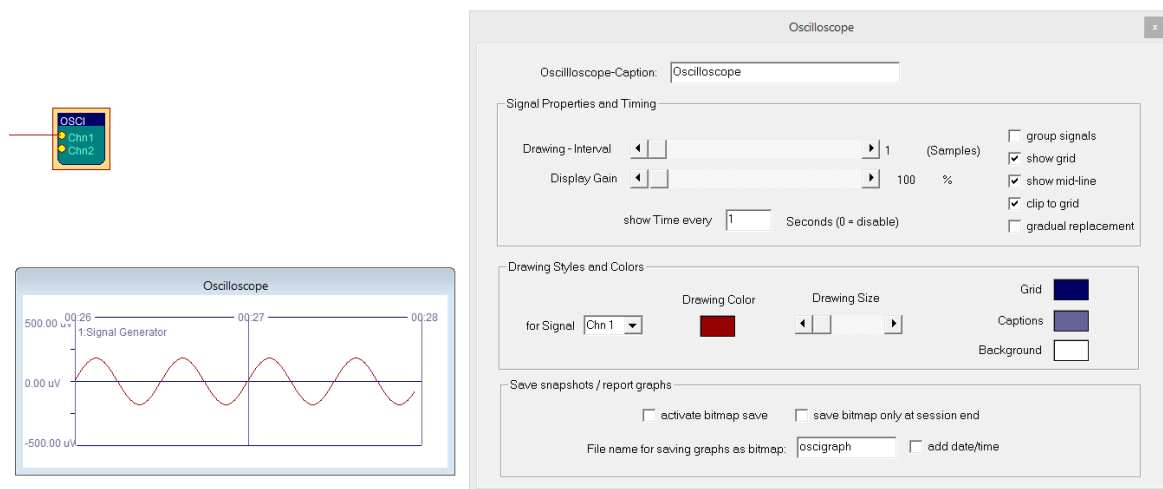 OSCI
Chn1
Chn2
Oscilloscope
00:26 00:27 00:28
500.00 uV
1:Signal Generator
0.00 uV
-500.00 uV
Oscilloscope
x
Oscillloscope-Caption: Oscilloscope
Signal Properties and Timing
Drawing - Interval 1 (Samples)
Display Gain 100 %
show Time every 1 Seconds (0 = disable)
group signals
show grid
show mid-line
clip to grid
gradual replacement
Drawing Styles and Colors
for Signal Chn 1
Drawing Color
Drawing Size
Grid
Captions
Background
Save snapshots / report graphs
activate bitmap save save bitmap only at session end
File name for saving graphs as bitmap: oscigraph add date/time